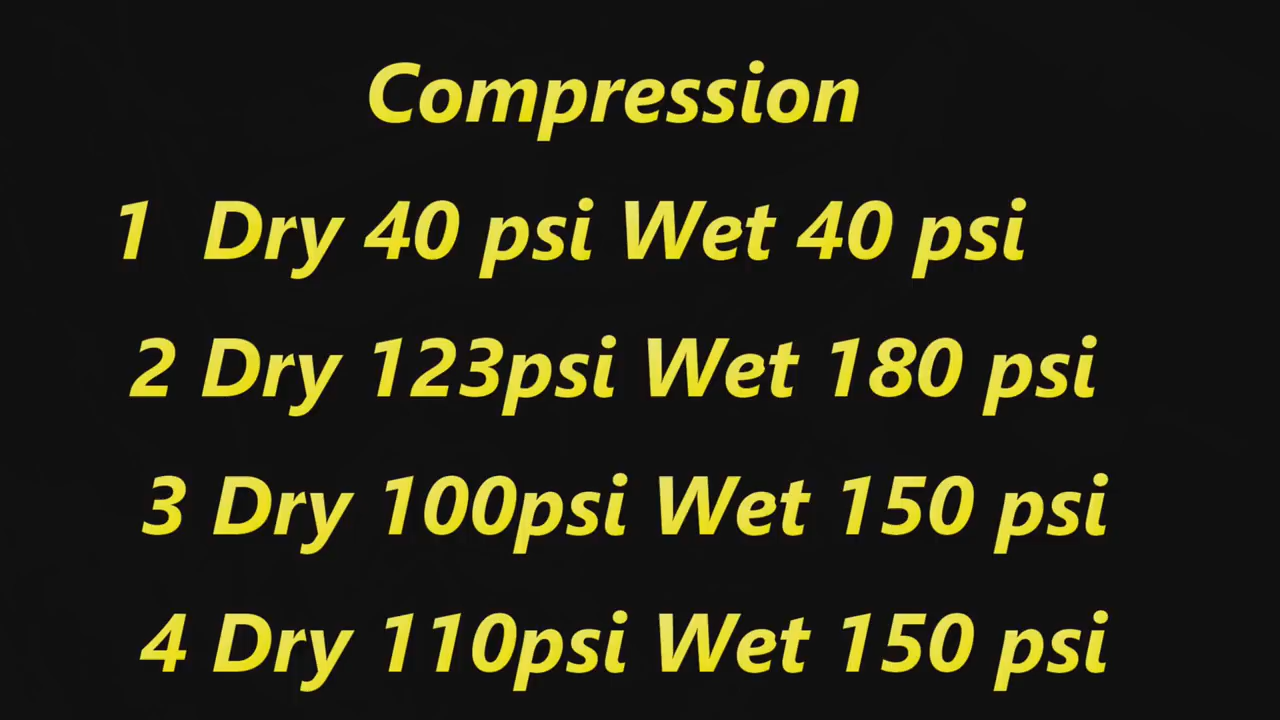 Compression
1 Dry 40 psi Wet 40 psi
2 Dry 123psi Wet 180 psi
3 Dry 100psi Wet 150 psi
4 Dry 110psi Wet 150 psi